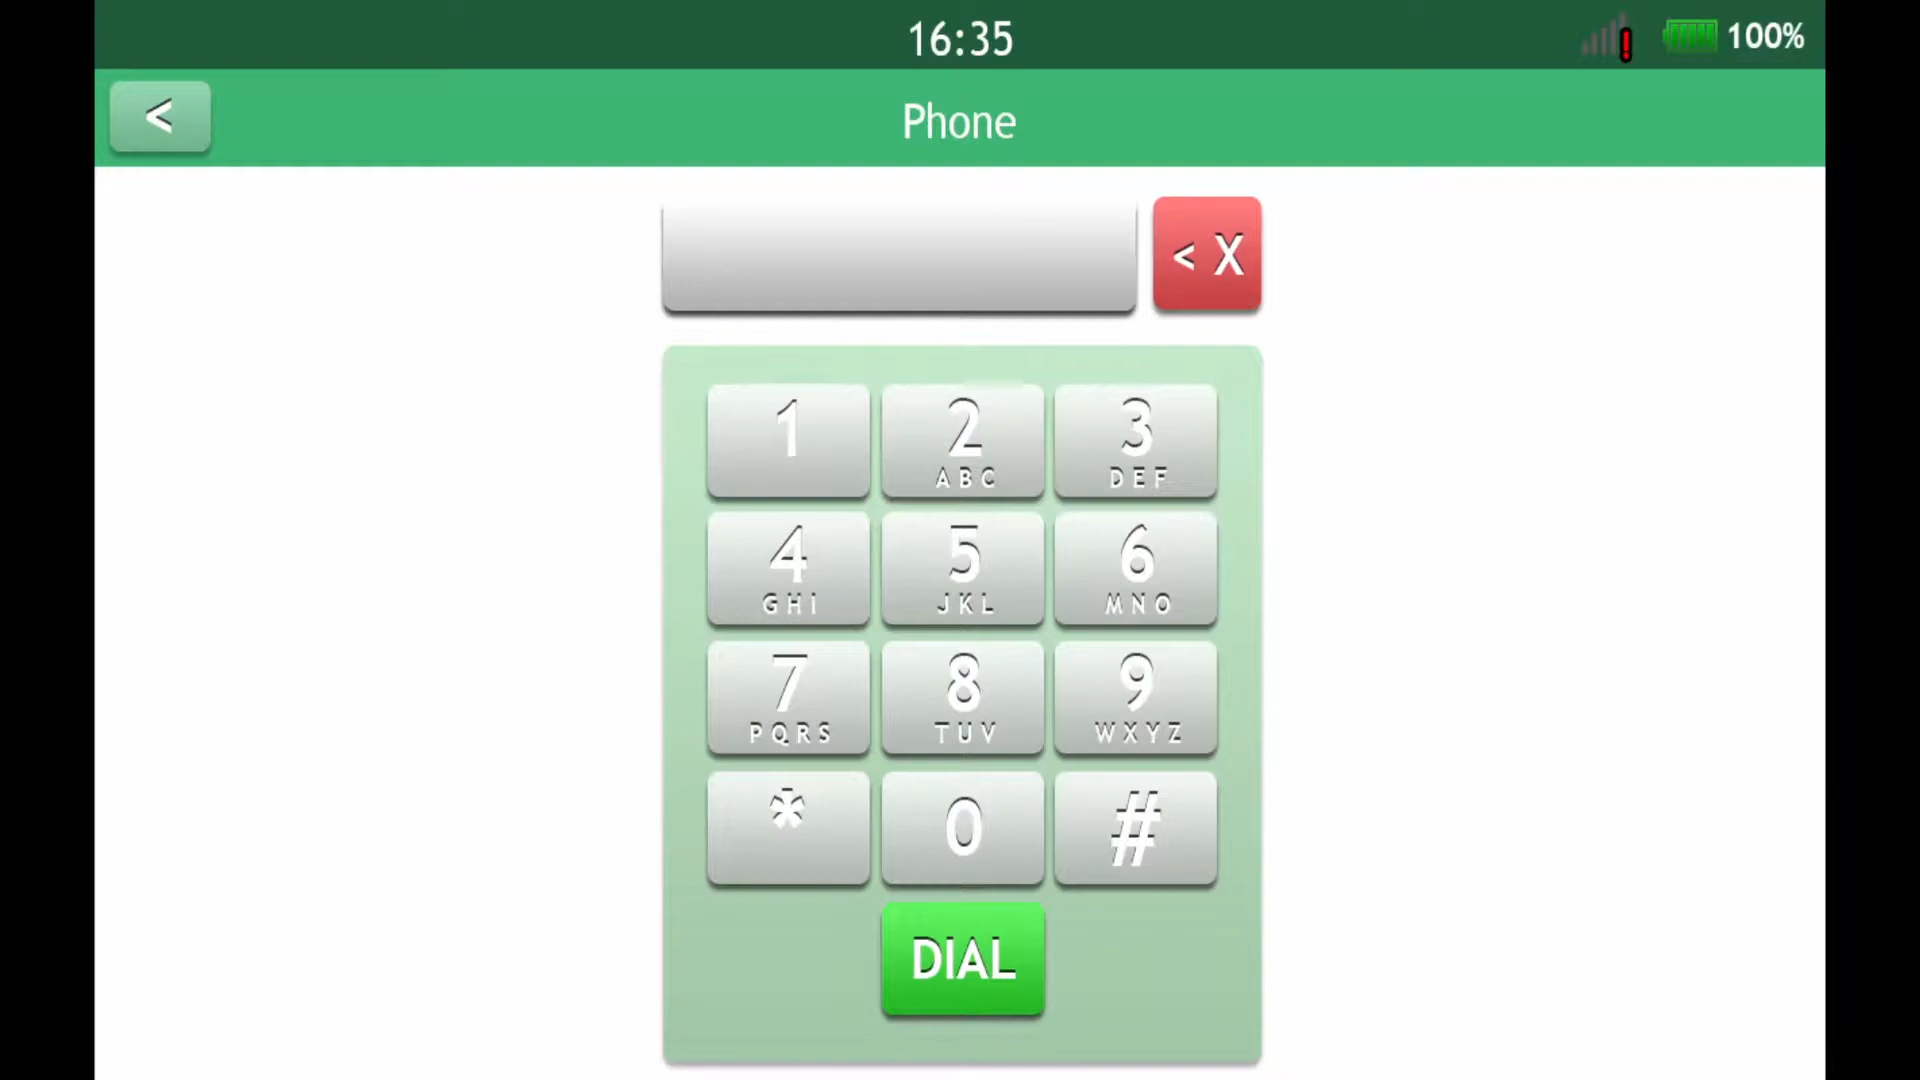 16:35
100%
<
Phone
< X
1
2
ABC
3
DEF
4
GHI
5
JKL
6
MNO
7
PQRS
8
TUV
9
WXYZ
*
0
#
DIAL